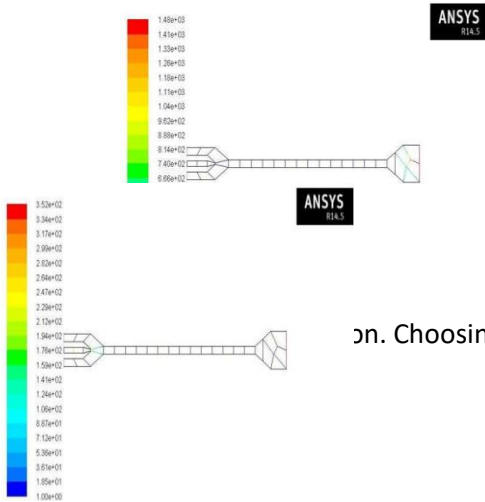 ANSYS
R14.5
1.48e+03
1.41e+03
1.33e+03
1.26e+03
1.18e+03
1.11e+03
1.04e+03
9.62e+02
8.88e+02
8.14e+02
7.40e+02
6.66e+02
ANSYS
R14.5
3.52e+02
3.34e+02
3.17e+02
2.99e+02
2.82e+02
2.64e+02
2.47e+02
2.29e+02
2.12e+02
1.94e+02
1.76e+02
1.59e+02
1.41e+02
1.24e+02
1.06e+02
8.87e+01
7.12e+01
5.36e+01
3.61e+01
1.85e+01
1.00e+00
on. Choosin